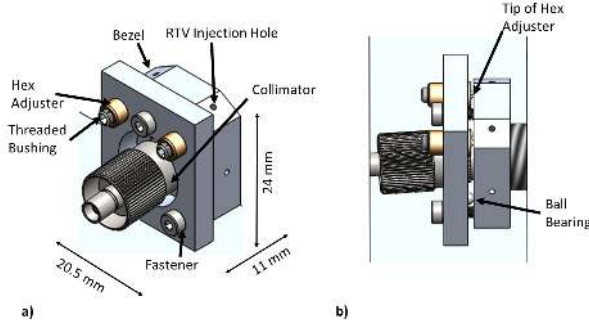 Bezel
RTV Injection Hole
Hex
Adjuster
Collimator
Threaded
Bushing
24 mm
Fastener
20.5 mm
11 mm
a)
Tip of Hex
Adjuster
Ball
Bearing
b)